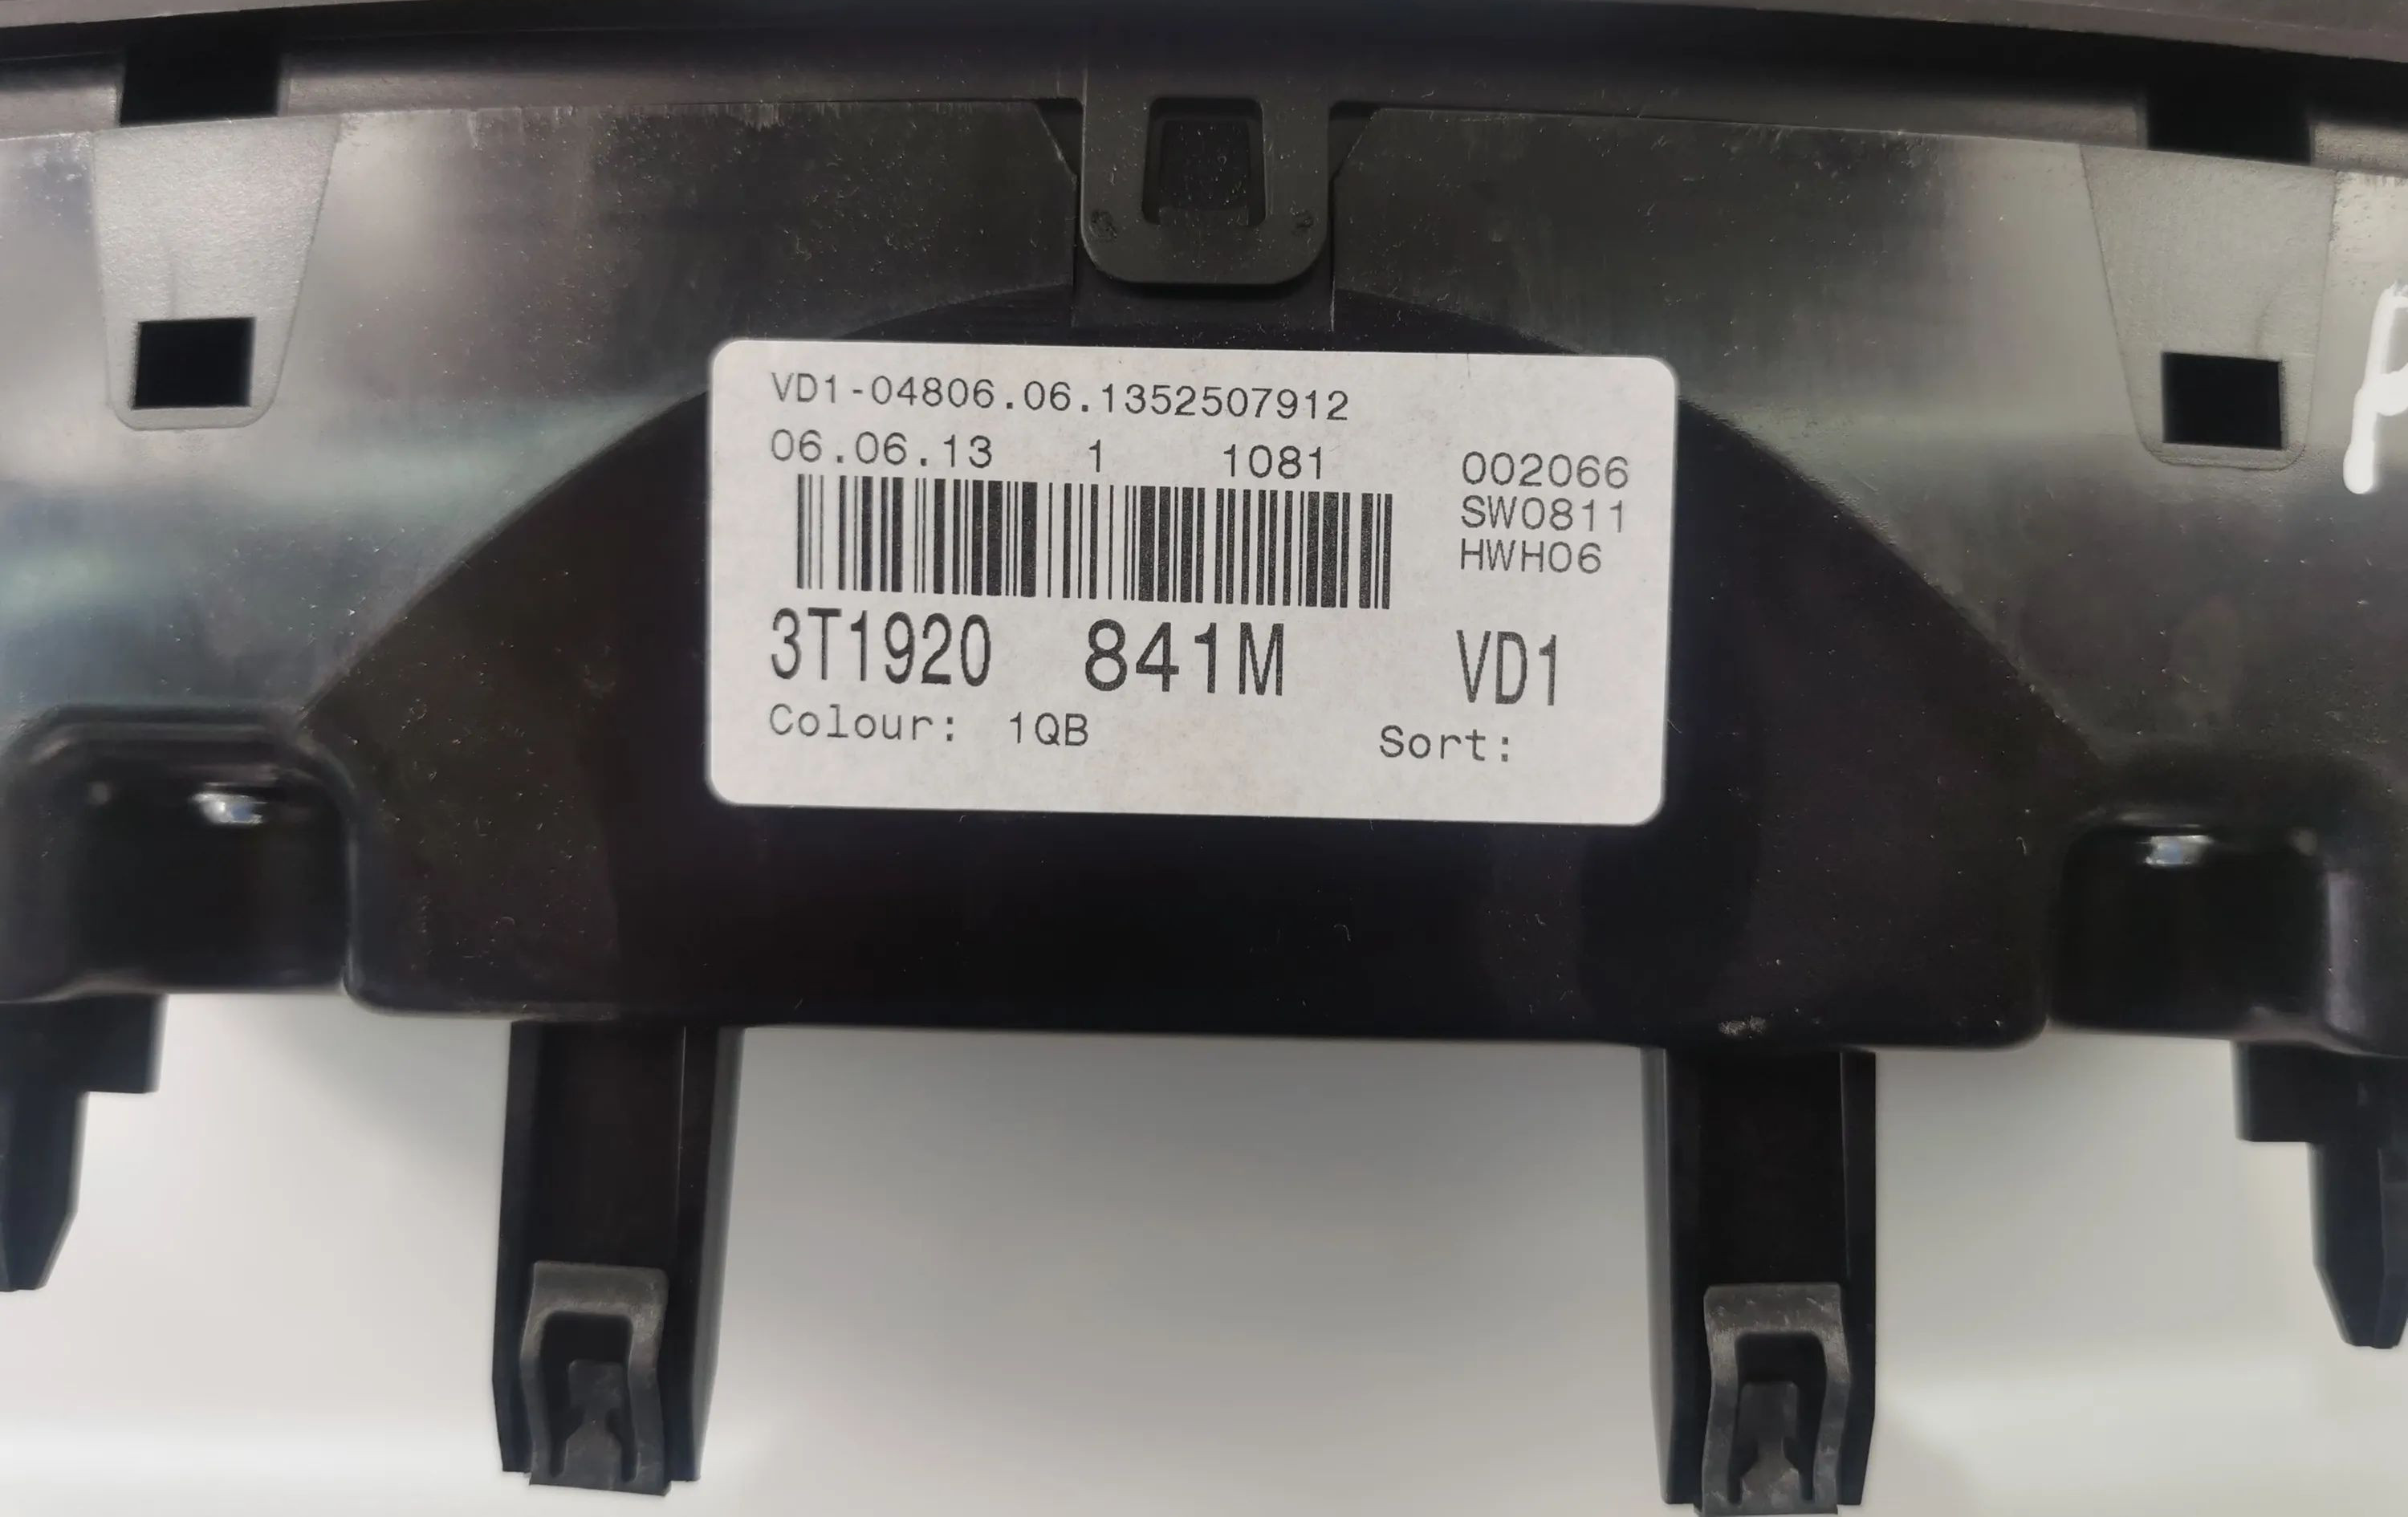 VD1-04806.06.1352507912
06.06.13 1 1081 002066
SW0811
HWH06
3T1920 841M VD1
Colour: 1QB Sort: